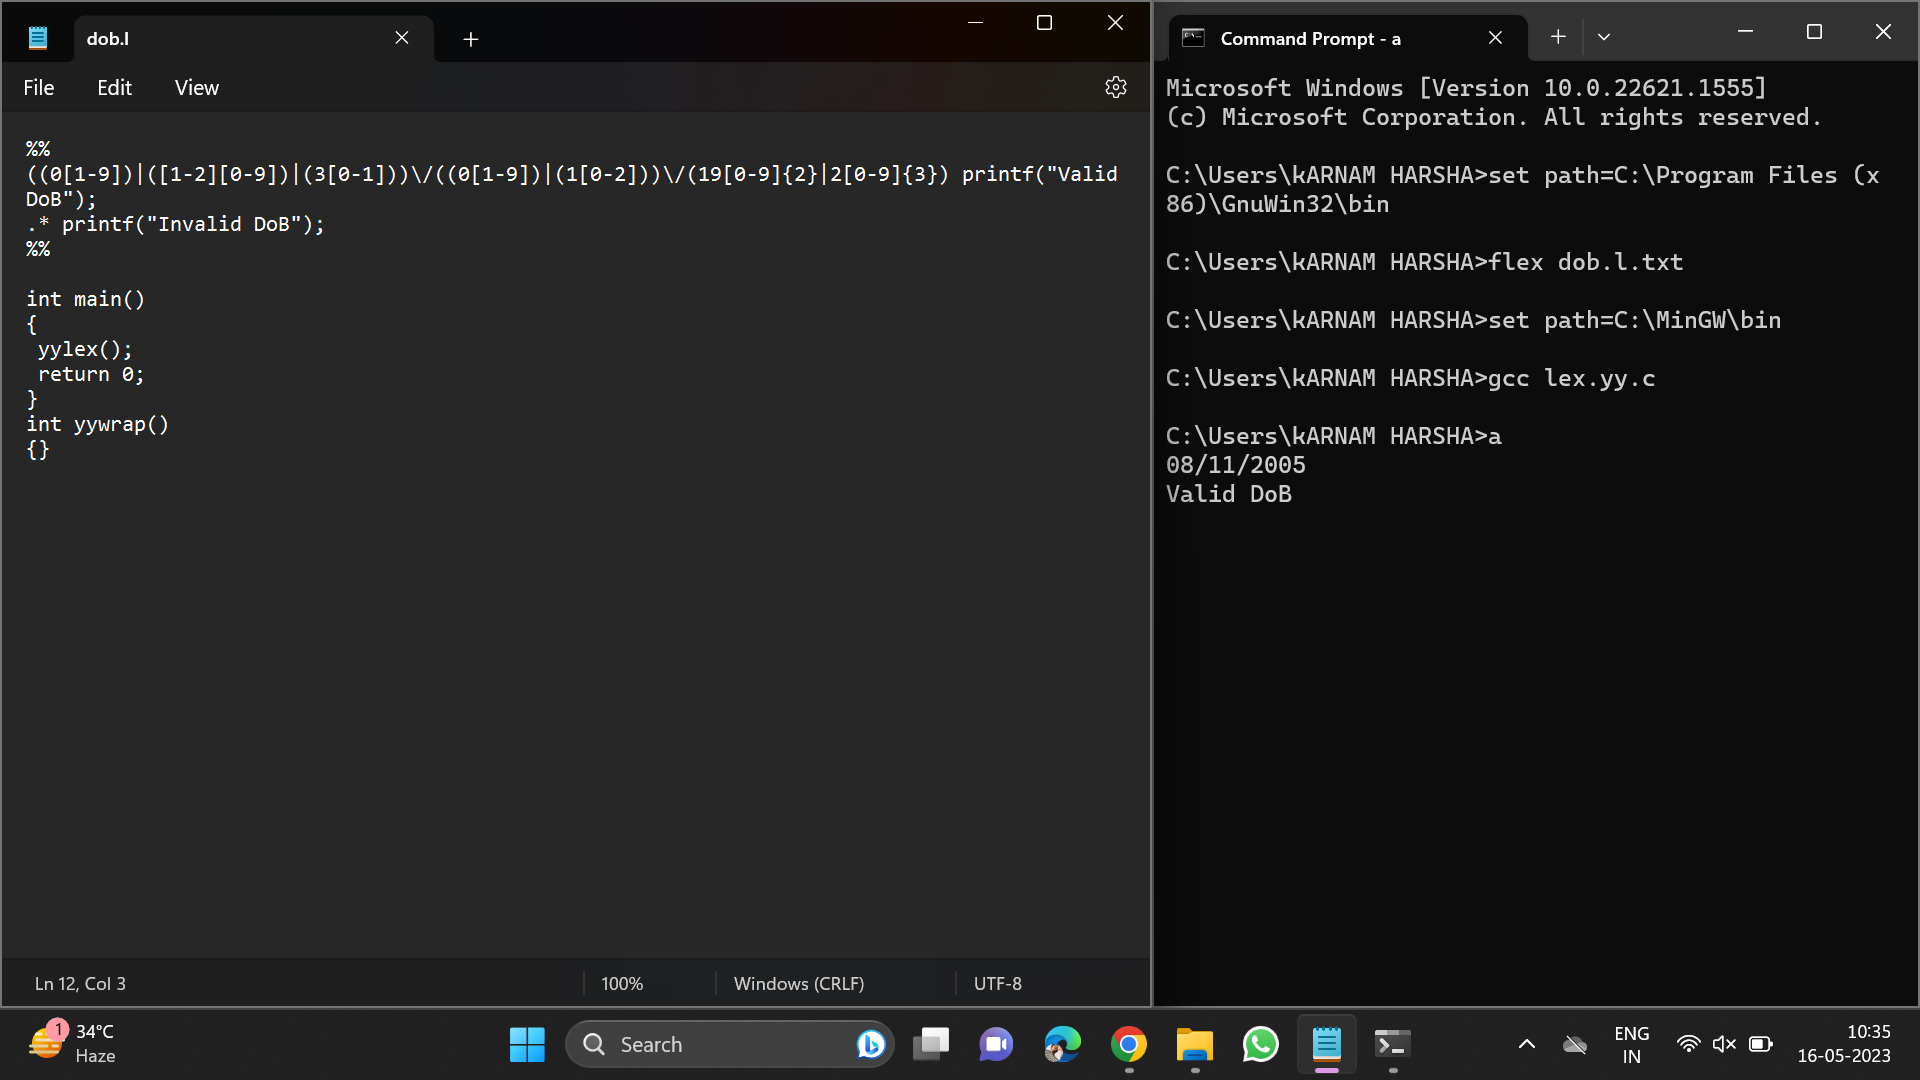 dob.l
File Edit View
%%
((0[1-9])|([1-2][0-9])|(3[0-1]))\/((0[1-9])|(1[0-2]))\/(19[0-9]{2}|2[0-9]{3}) printf("Valid
DoB");
.* printf("Invalid DoB");
%%
int main()
{
yylex();
return 0;
}
int yywrap()
{}
Ln 12, Col 3 100% Windows (CRLF) UTF-8
Command Prompt - a
Microsoft Windows [Version 10.0.22621.1555]
(c) Microsoft Corporation. All rights reserved.
C:\Users\kARNAM HARSHA>set path=C:\Program Files (x
86)\GnuWin32\bin
C:\Users\kARNAM HARSHA>flex dob.l.txt
C:\Users\kARNAM HARSHA>set path=C:\MinGW\bin
C:\Users\kARNAM HARSHA>gcc lex.yy.c
C:\Users\kARNAM HARSHA>a
08/11/2005
Valid DoB
1
34°C
Haze
Search
ENG
IN
10:35
16-05-2023